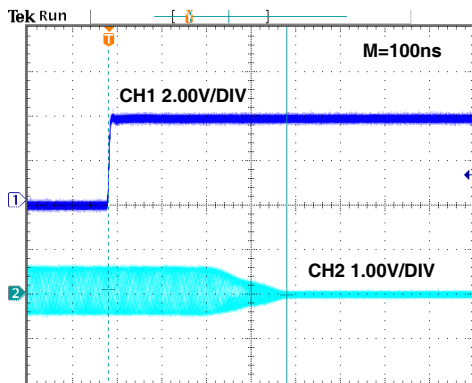 Tek Run
T
M=100ns
CH1 2.00V/DIV
1
CH2 1.00V/DIV
2